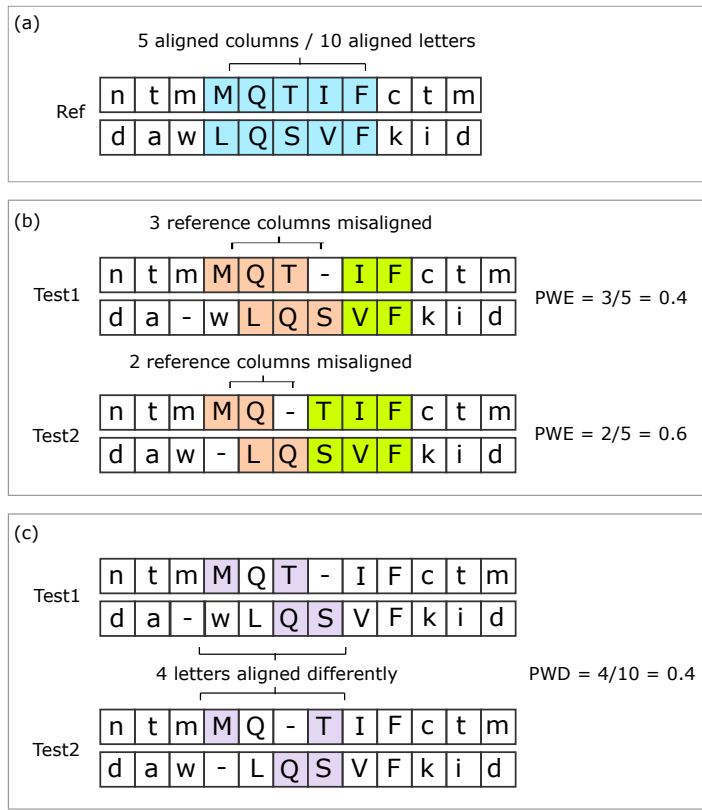 (a)
5 aligned columns / 10 aligned letters
n t m M Q T I F c t m
Ref
d a w L Q S V F k i d
(b)
3 reference columns misaligned
n t m M Q T - I F c t m
Test1
PWE = 3/5 = 0.4
d a - w L Q S V F k i d
2 reference columns misaligned
n t m M Q - T I F c t m
Test2
PWE = 2/5 = 0.6
d a w - L Q S V F k i d
(c)
n t m M Q T - I F c t m
Test1
d a - w L Q S V F k i d
4 letters aligned differently
PWD = 4/10 = 0.4
n t m M Q - T I F c t m
Test2
d a w - L Q S V F k i d